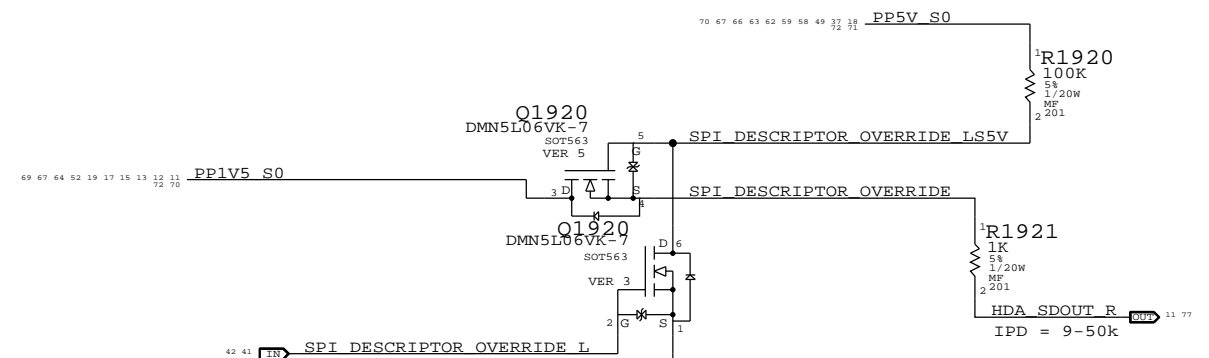 70 67 66 63 62 59 58 49 37 18
72 71
PP5V_S0
1
R1920
100K
5%
1/20W
MF
201
2
Q1920
DMN5L06VK-7
SOT563
VER 5
5
G
SPI_DESCRIPTOR_OVERRIDE_LS5V
69 67 64 52 19 17 15 13 12 11
72 70
PP1V5_S0
3
D
S
4
SPI_DESCRIPTOR_OVERRIDE
Q1920
DMN5L06VK-7
SOT563
VER 3
D
6
1
R1921
1K
5%
1/20W
MF
201
2
2
G
S
1
HDA_SDOUT_R
OUT
11 77
IPD = 9-50k
42 41
IN
SPI_DESCRIPTOR_OVERRIDE_L